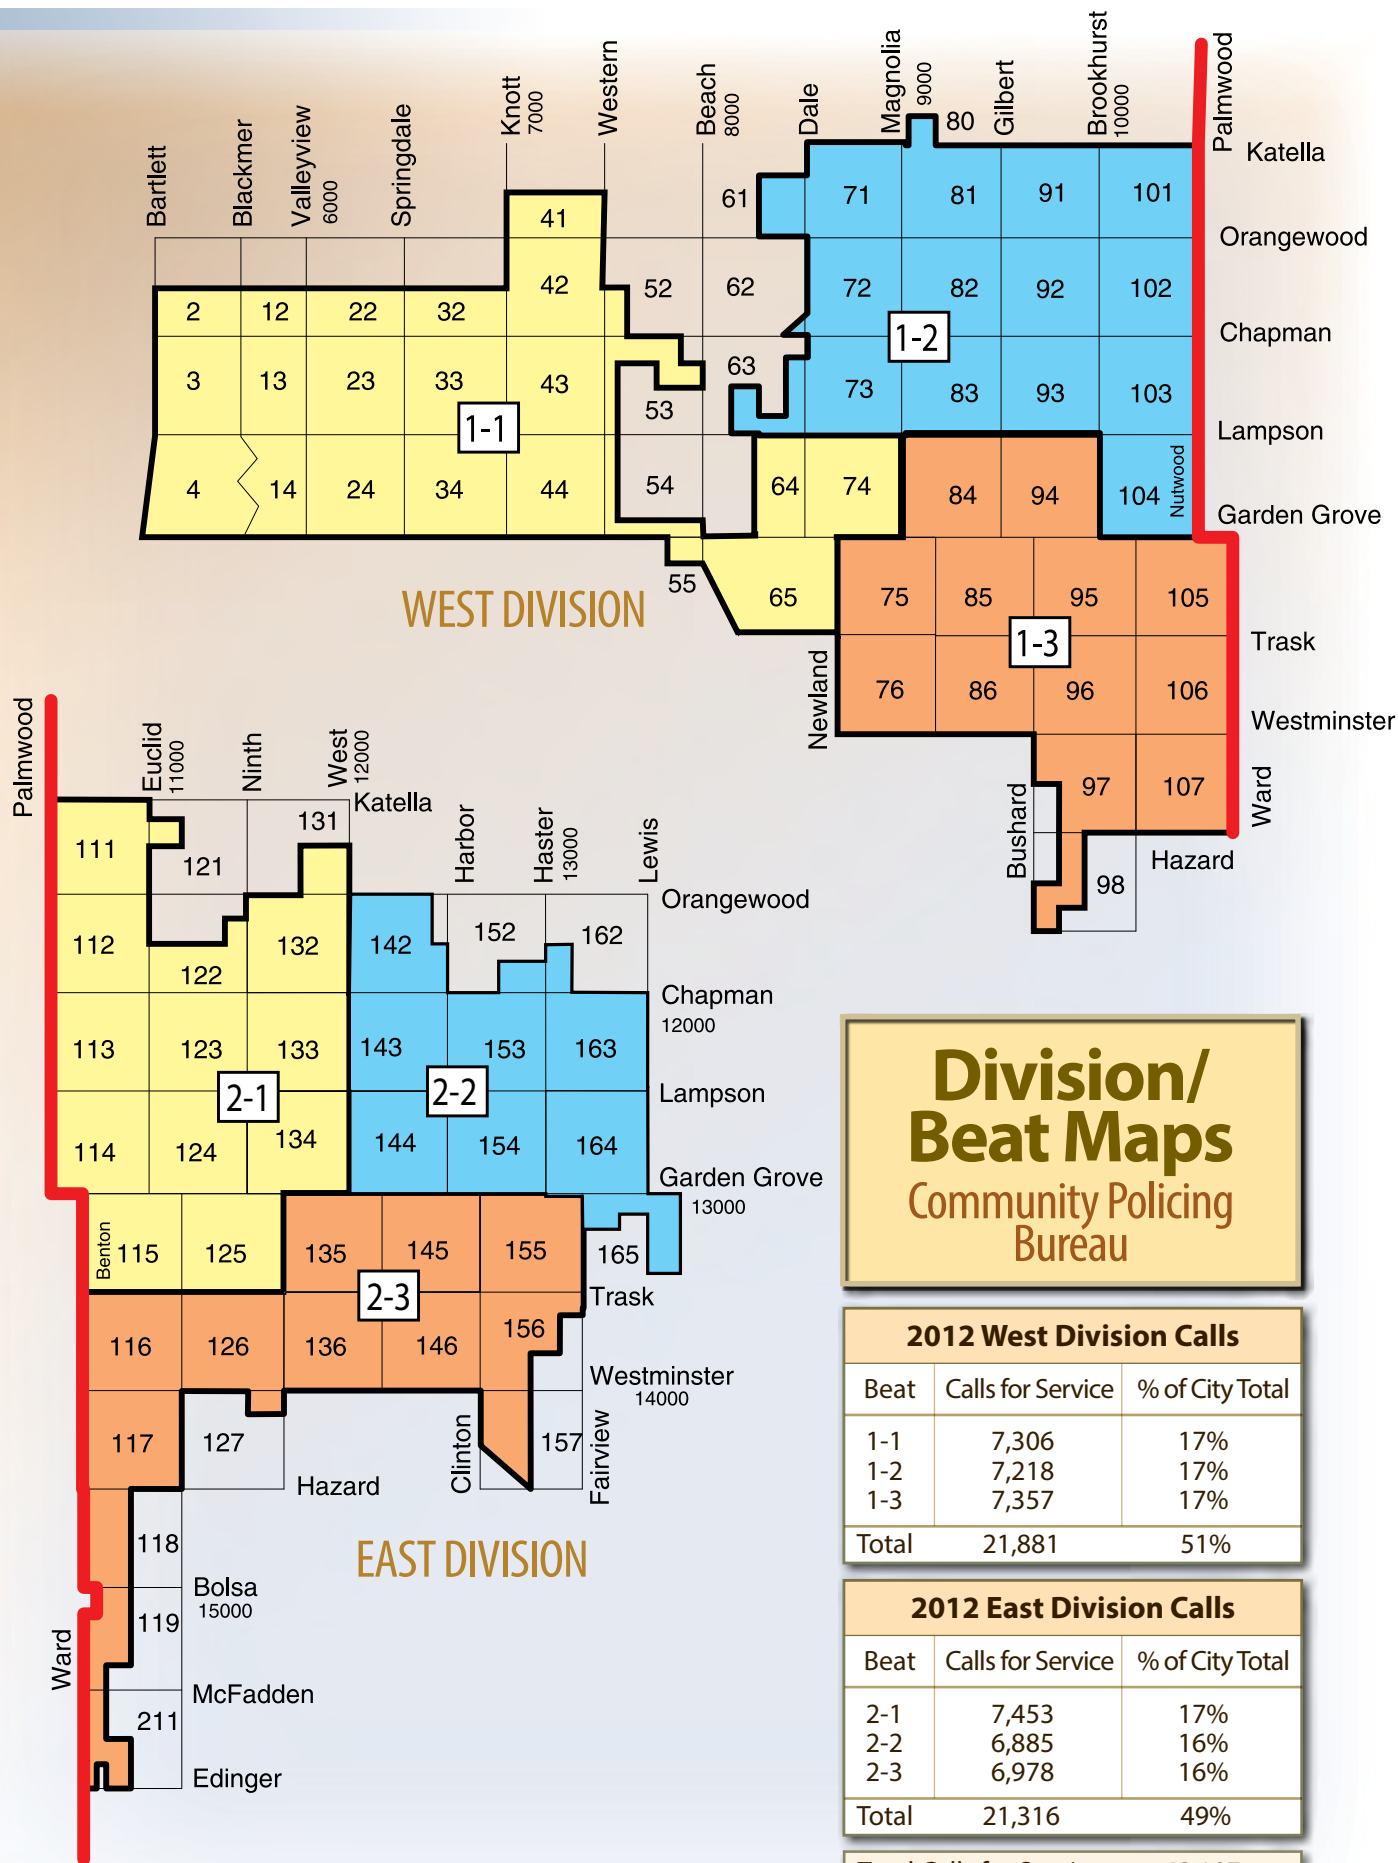 Bartlett
Blackmer
Valleyview
6000
Springdale
Knott
7000
Western
Beach
8000
Dale
Magnolia
9000
80
Gilbert
Brookhurst
10000
Palmwood
Katella
Orangewood
Chapman
Lampson
Nutwood
Garden Grove
Trask
Westminster
Ward
Hazard
Bushard
Newland
41
61
71
81
91
101
2
12
22
32
42
52
62
72
82
92
102
1-2
3
13
23
33
43
53
63
73
83
93
103
1-1
4
14
24
34
44
54
64
74
84
94
104
55
65
75
85
95
105
1-3
76
86
96
106
97
107
98
WEST DIVISION
Palmwood
Euclid
11000
Ninth
West
12000
Katella
Harbor
Haster
13000
Lewis
Orangewood
Chapman
12000
Lampson
Garden Grove
13000
Trask
Westminster
14000
Fairview
Clinton
Hazard
Bolsa
15000
McFadden
Edinger
Ward
Benton
111
121
131
112
122
132
142
152
162
113
123
133
143
153
163
2-1
2-2
114
124
134
144
154
164
115
125
135
145
155
165
2-3
116
126
136
146
156
117
127
157
118
119
211
EAST DIVISION
Division/
Beat Maps
Community Policing
Bureau
2012 West Division Calls
Beat Calls for Service % of City Total
1-1 7,306 17%
1-2 7,218 17%
1-3 7,357 17%
Total 21,881 51%
2012 East Division Calls
Beat Calls for Service % of City Total
2-1 7,453 17%
2-2 6,885 16%
2-3 6,978 16%
Total 21,316 49%